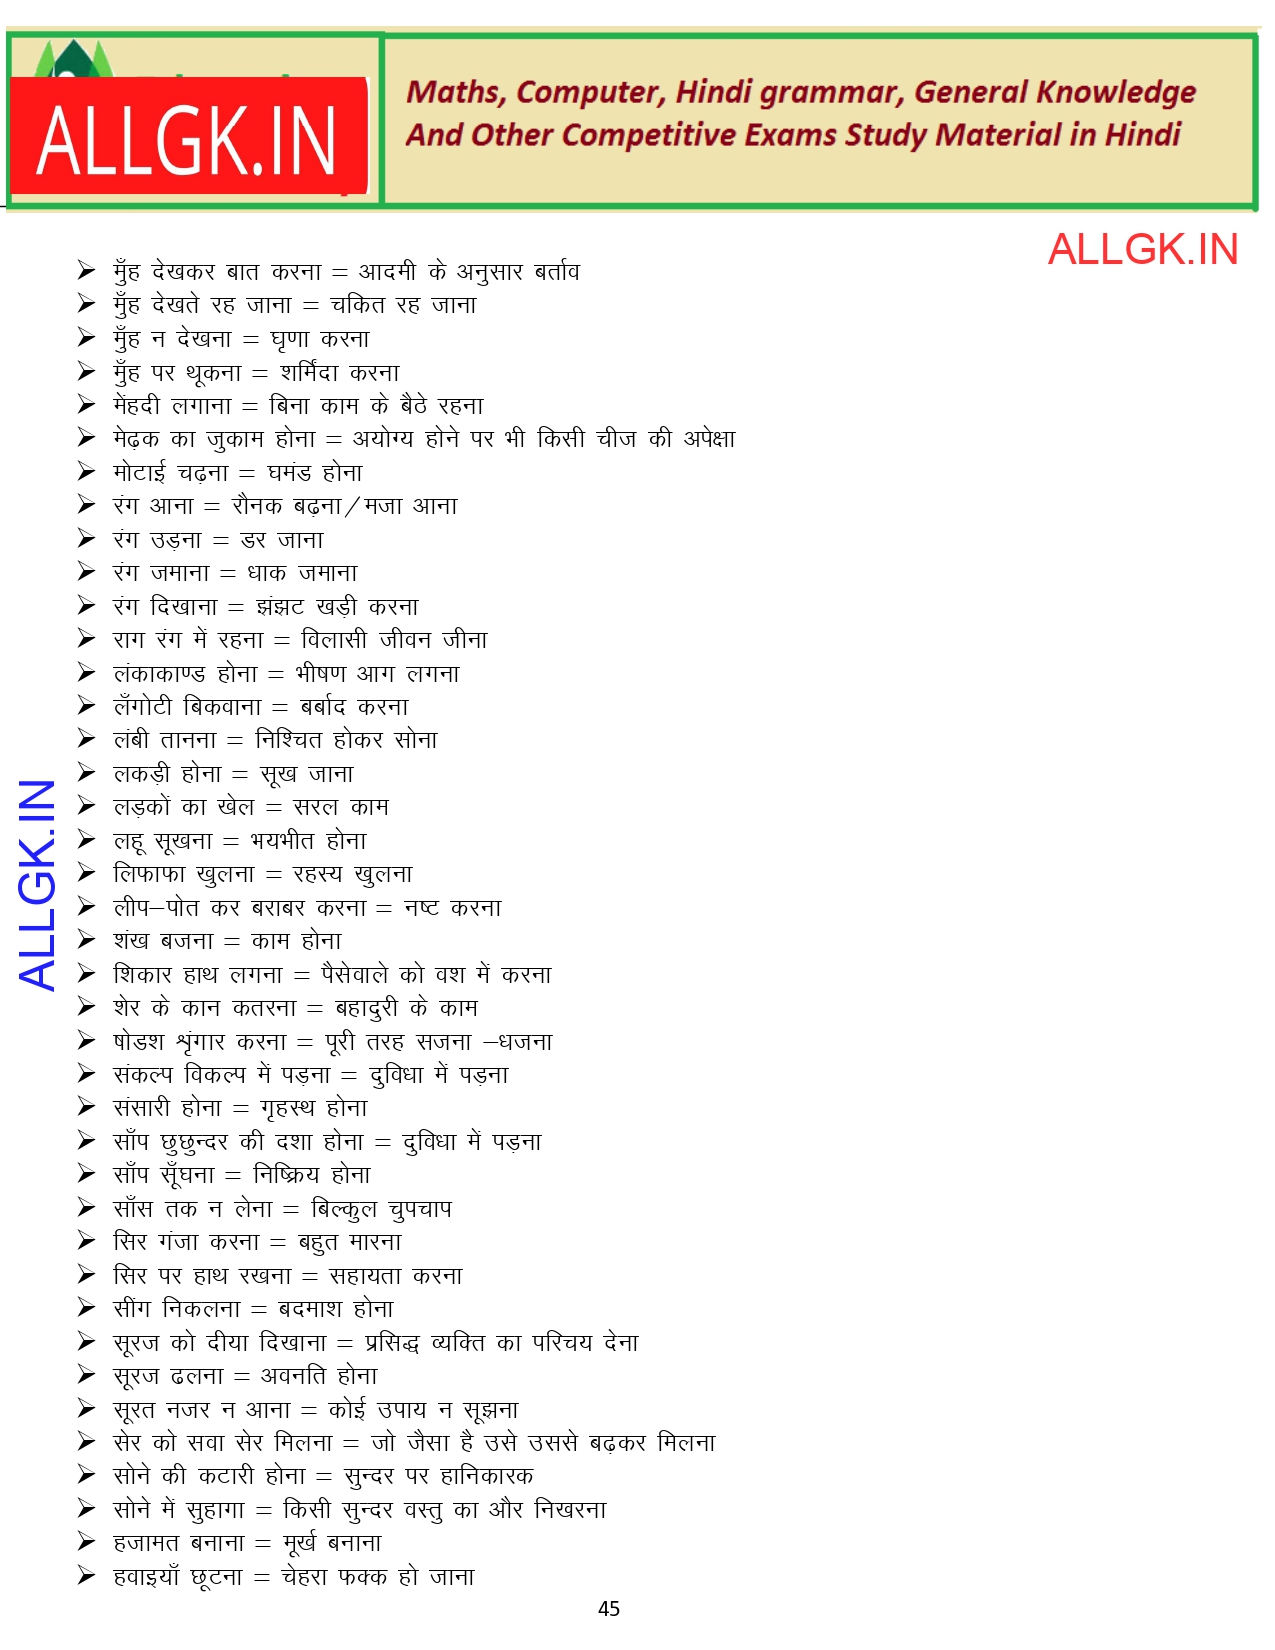 Maths, Computer, Hindi grammar, General Knowledge
And Other Competitive Exams Study Material in Hindi
ALLGK.IN
ALLGK.IN
➤ मुँह देखकर बात करना = आदमी के अनुसार बर्ताव
➤ मुँह देखते रह जाना = चकित रह जाना
➤ मुँह न देखना = घृणा करना
➤ मुँह पर थूकना = शर्मिंदा करना
➤ मेंहदी लगाना = बिना काम के बैठे रहना
➤ मेढ़क का जुकाम होना = अयोग्य होने पर भी किसी चीज की अपेक्षा
➤ मोटाई चढ़ना = घमंड होना
➤ रंग आना = रौनक बढ़ना/मजा आना
➤ रंग उड़ना = डर जाना
➤ रंग जमाना = धाक जमाना
➤ रंग दिखाना = झंझट खड़ी करना
➤ राग रंग में रहना = विलासी जीवन जीना
➤ लंकाकाण्ड होना = भीषण आग लगना
➤ लँगोटी बिकवाना = बर्बाद करना
➤ लंबी तानना = निश्चित होकर सोना
➤ लकड़ी होना = सूख जाना
➤ लड़कों का खेल = सरल काम
➤ लहू सूखना = भयभीत होना
➤ लिफाफा खुलना = रहस्य खुलना
➤ लीप–पोत कर बराबर करना = नष्ट करना
➤ शंख बजना = काम होना
➤ शिकार हाथ लगना = पैसेवाले को वश में करना
➤ शेर के कान कतरना = बहादुरी के काम
➤ षोडश श्रृंगार करना = पूरी तरह सजना –धजना
➤ संकल्प विकल्प में पड़ना = दुविधा में पड़ना
➤ संसारी होना = गृहस्थ होना
➤ साँप छुछुन्दर की दशा होना = दुविधा में पड़ना
➤ साँप सूँघना = निष्क्रिय होना
➤ साँस तक न लेना = बिल्कुल चुपचाप
➤ सिर गंजा करना = बहुत मारना
➤ सिर पर हाथ रखना = सहायता करना
➤ सींग निकलना = बदमाश होना
➤ सूरज को दीया दिखाना = प्रसिद्ध व्यक्ति का परिचय देना
➤ सूरज ढलना = अवनति होना
➤ सूरत नजर न आना = कोई उपाय न सूझना
➤ सेर को सवा सेर मिलना = जो जैसा है उसे उससे बढ़कर मिलना
➤ सोने की कटारी होना = सुन्दर पर हानिकारक
➤ सोने में सुहागा = किसी सुन्दर वस्तु का और निखरना
➤ हजामत बनाना = मूर्ख बनाना
➤ हवाइयाँ छूटना = चेहरा फक्क हो जाना
ALLGK.IN
45